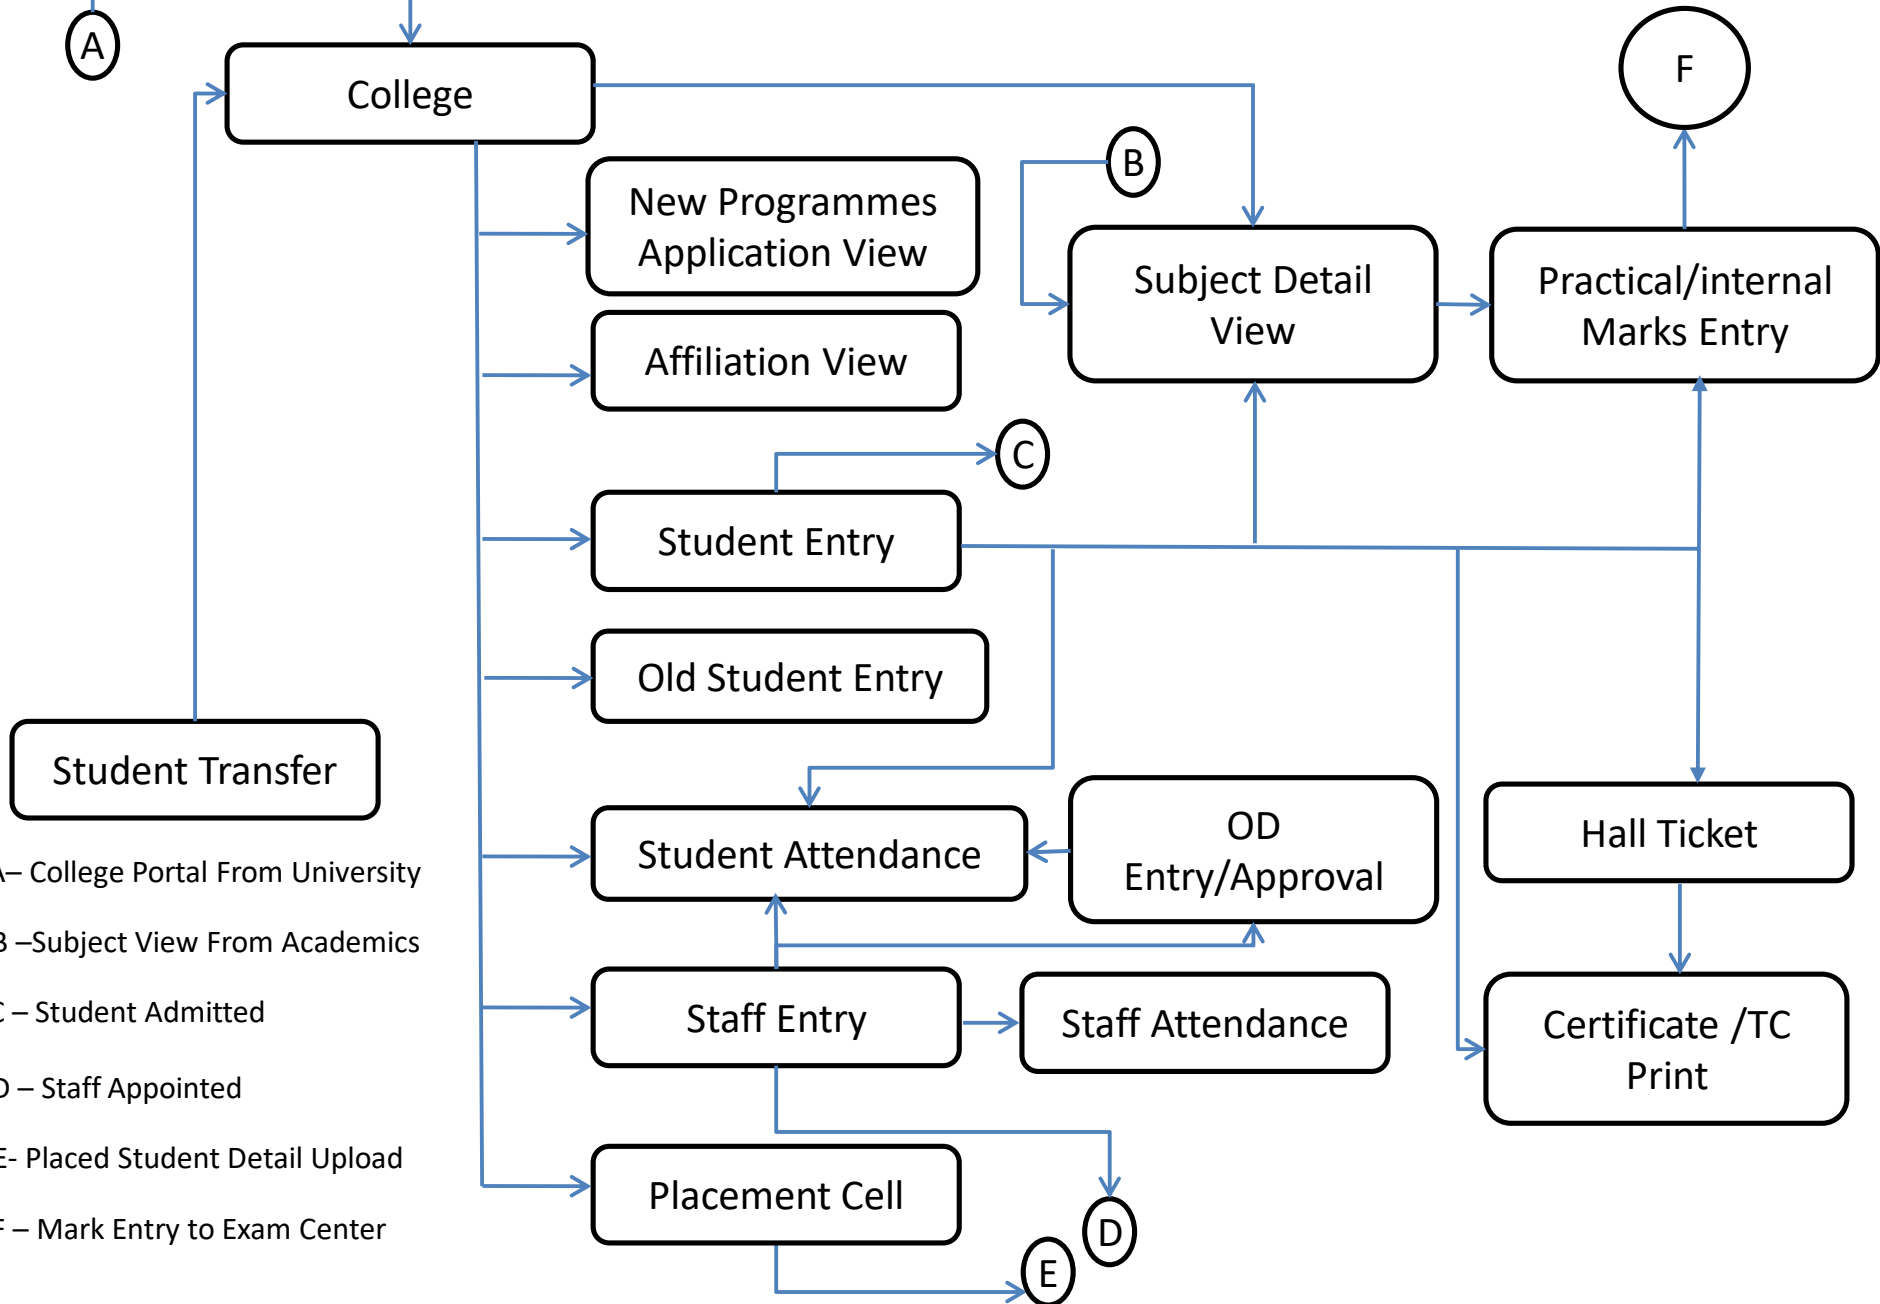 A
College
F
B
New Programmes
Application View
Subject Detail
View
Practical/internal
Marks Entry
Affiliation View
C
Student Entry
Old Student Entry
Student Transfer
Student Attendance
OD
Entry/Approval
Hall Ticket
A– College Portal From University
B –Subject View From Academics
C – Student Admitted
D – Staff Appointed
E- Placed Student Detail Upload
F – Mark Entry to Exam Center
Staff Entry
Staff Attendance
Certificate /TC
Print
Placement Cell
D
E